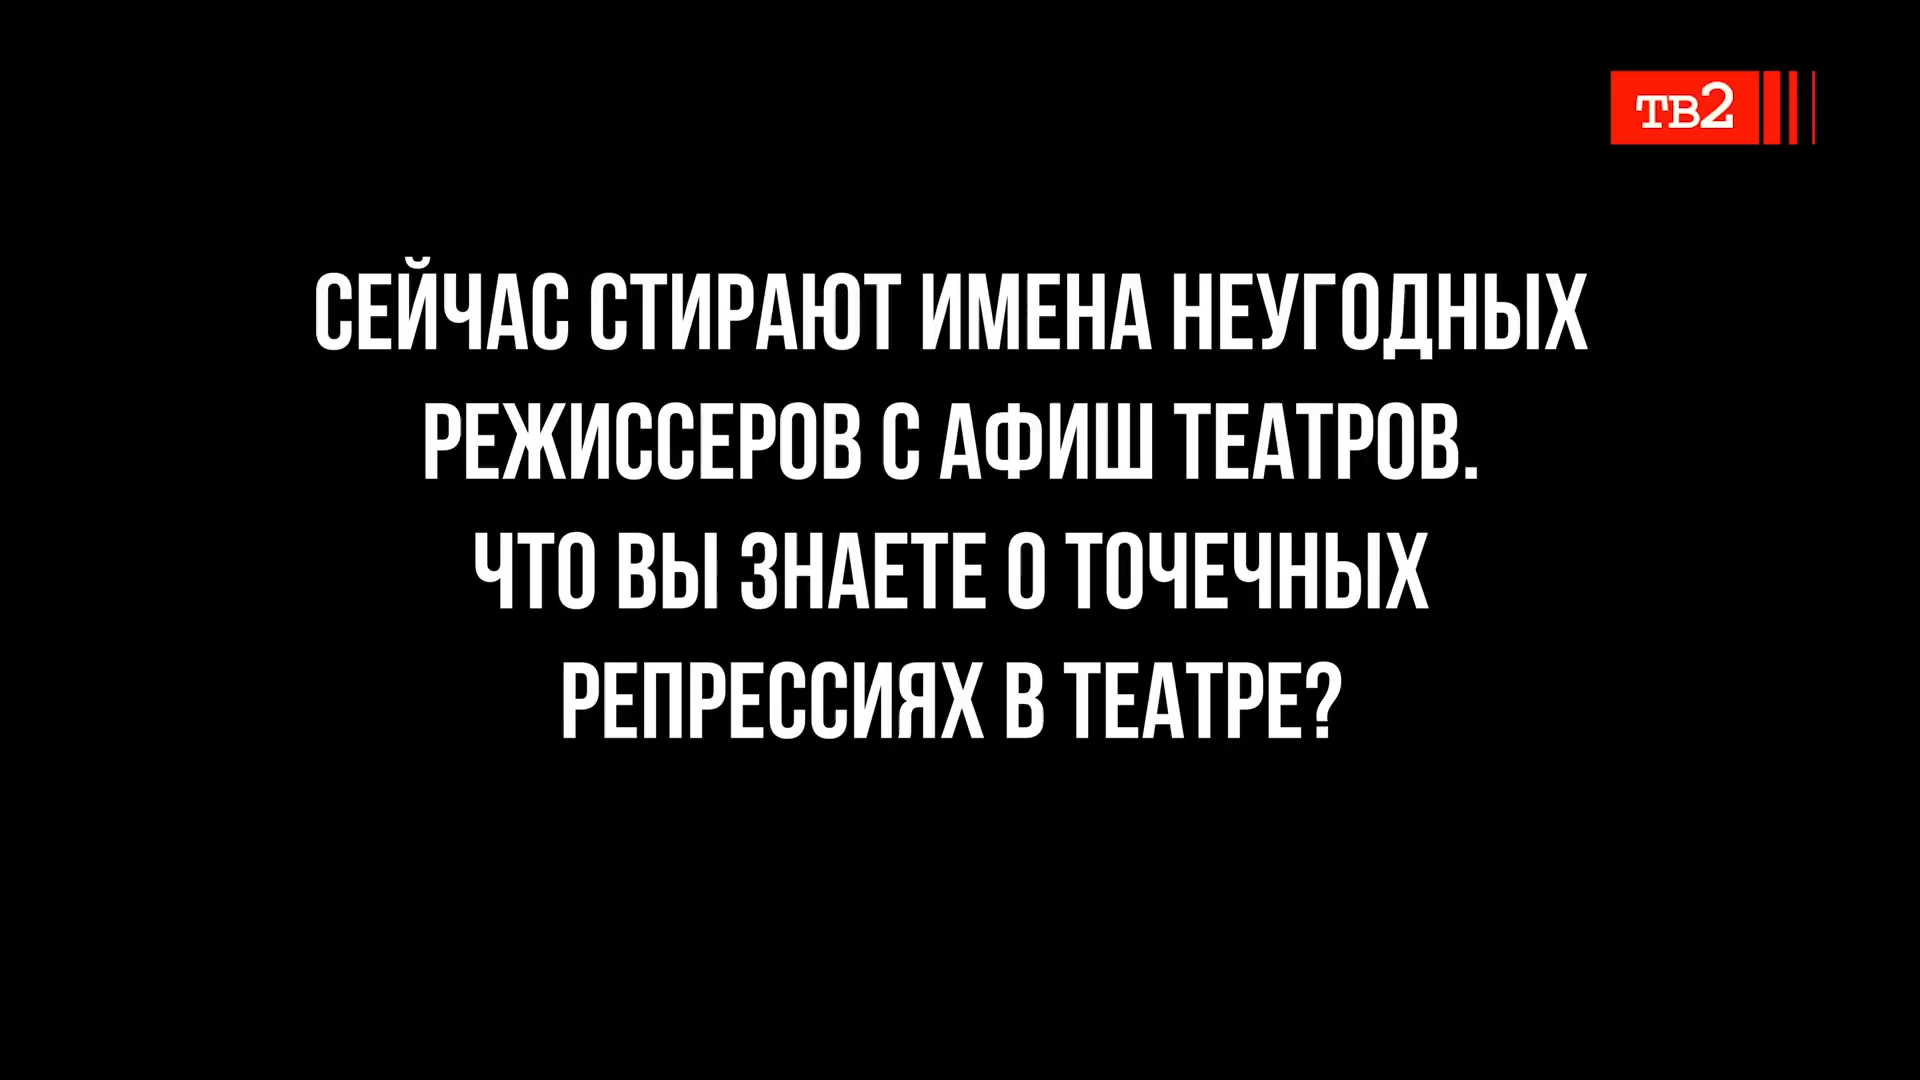 ТВ2
СЕЙЧАС СТИРАЮТ ИМЕНА НЕУГОДНЫХ
РЕЖИССЕРОВ С АФИШ ТЕАТРОВ.
ЧТО ВЫ ЗНАЕТЕ О ТОЧЕЧНЫХ
РЕПРЕССИЯХ В ТЕАТРЕ?